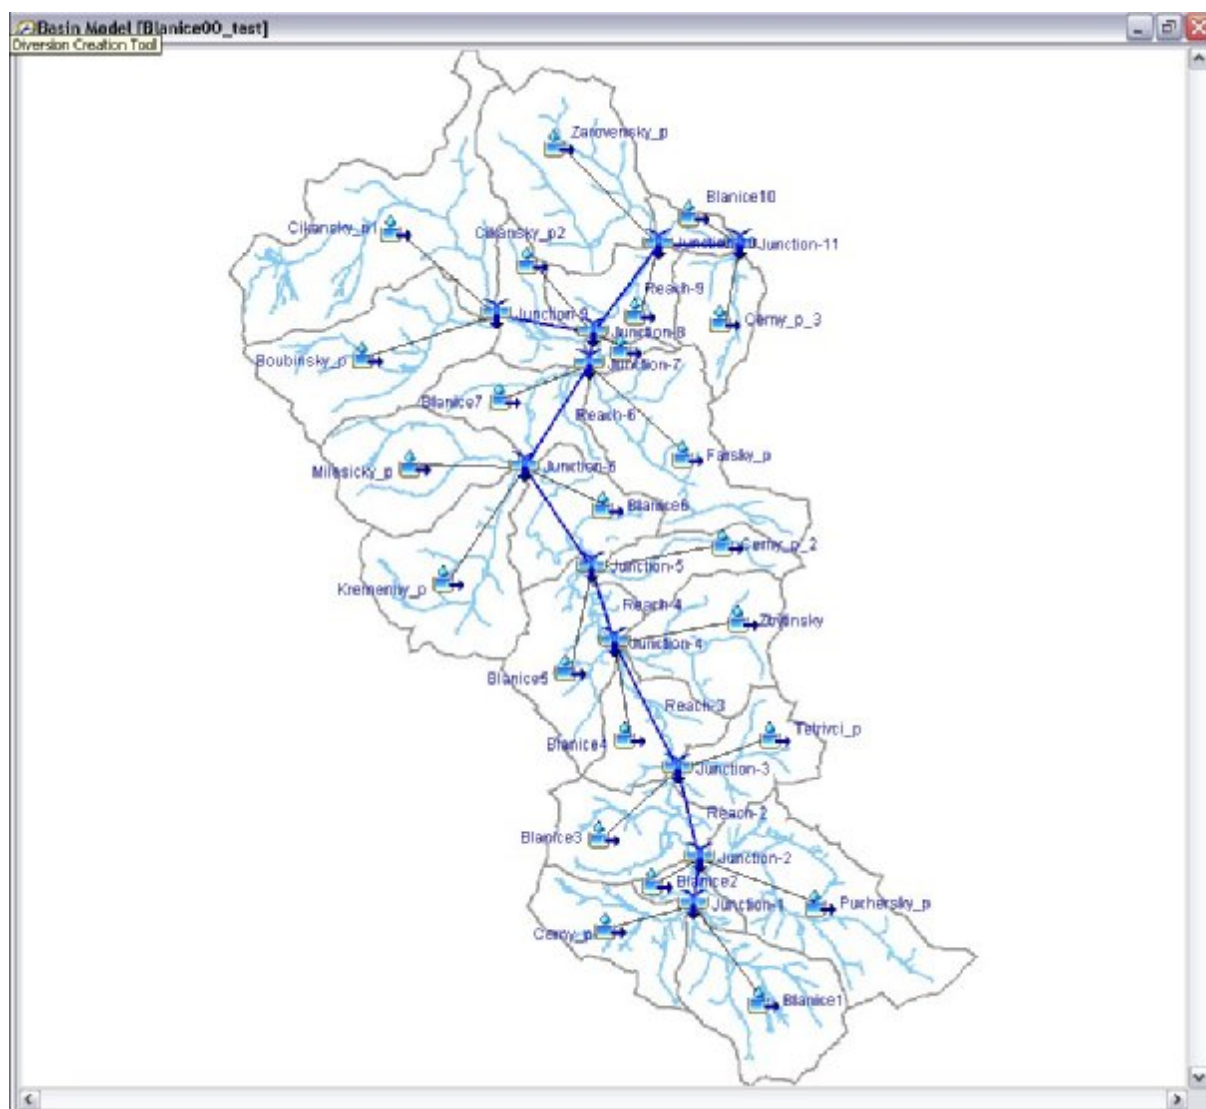 Basin Model [Blanice00_test]
Diversion Creation Tool
Zarovensky_p
Blanice10
Cikansky_p1
Cikansky_p2
Junction-11
Reach-9
Junction-9
Junction-8
Cerny_p_3
Boubinsky_p
Junction-7
Blanice7
Reach-6
Farsky_p
Milesicky_p
Junction-6
Blanice6
Cerny_p_2
Junction-5
Kremenny_p
Reach-4
Zbytinsky
Junction-4
Blanice5
Reach-3
Tetrivci_p
Blanice4
Junction-3
Reach-2
Blanice3
Junction-2
Blanice2
Junction-1
Puchersky_p
Cerny_p
Blanice1